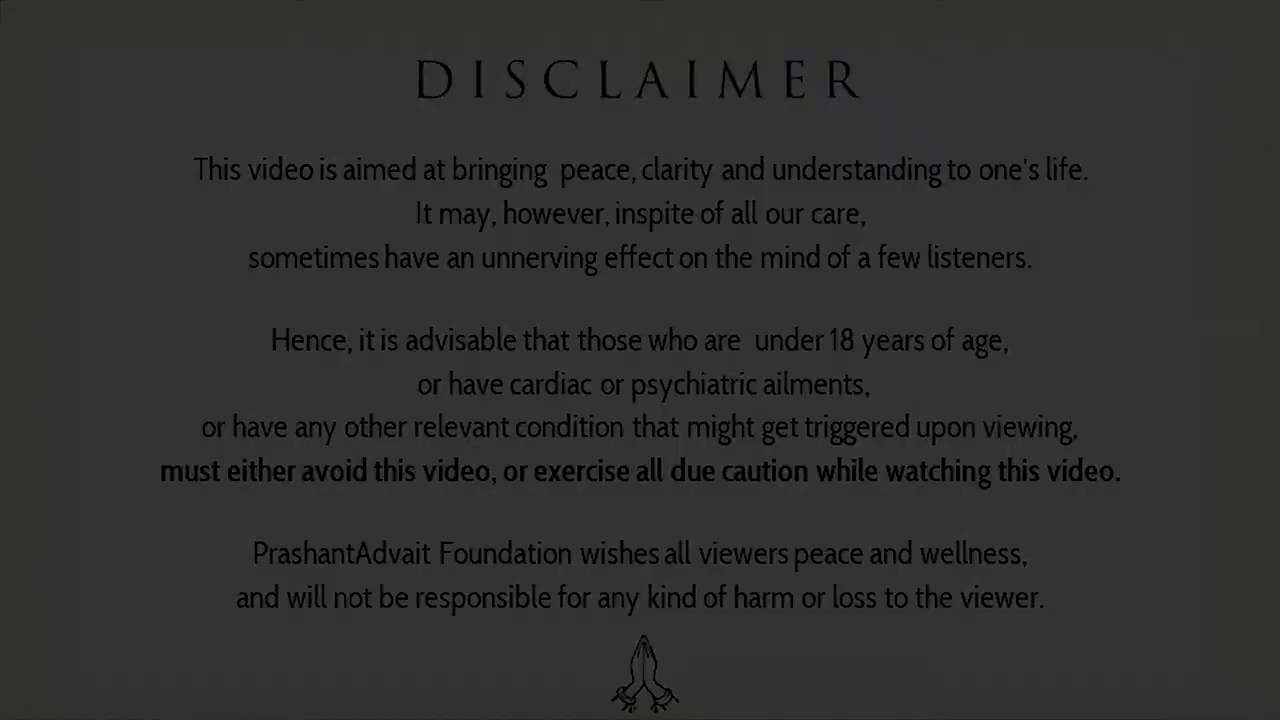 DISCLAIMER
This video is aimed at bringing peace, clarity and understanding to one's life.
It may, however, inspite of all our care,
sometimes have an unnerving effect on the mind of a few listeners.
Hence, it is advisable that those who are under 18 years of age,
or have cardiac or psychiatric ailments,
or have any other relevant condition that might get triggered upon viewing,
must either avoid this video, or exercise all due caution while watching this video.
PrashantAdvait Foundation wishes all viewers peace and wellness,
and will not be responsible for any kind of harm or loss to the viewer.